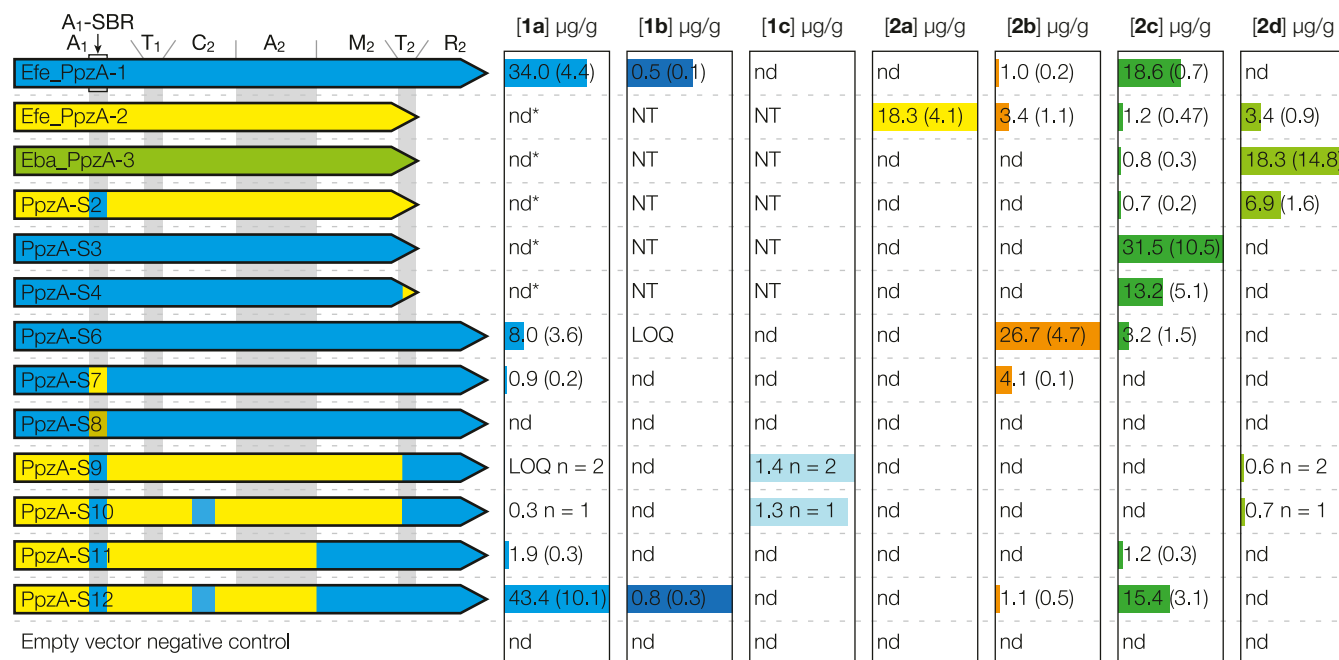 A₁-SBR
A₁ T₁ C₂ A₂ M₂ T₂ R₂ [1a] µg/g [1b] µg/g [1c] µg/g [2a] µg/g [2b] µg/g [2c] µg/g [2d] µg/g
Efe_PpzA-1 34.0 (4.4) 0.5 (0.1) nd nd 1.0 (0.2) 18.6 (0.7) nd
Efe_PpzA-2 nd* NT NT 18.3 (4.1) 3.4 (1.1) 1.2 (0.47) 3.4 (0.9)
Eba_PpzA-3 nd* NT NT nd nd 0.8 (0.3) 18.3 (14.8)
PpzA-S2 nd* NT NT nd nd 0.7 (0.2) 6.9 (1.6)
PpzA-S3 nd* NT NT nd nd 31.5 (10.5) nd
PpzA-S4 nd* NT NT nd nd 13.2 (5.1) nd
PpzA-S6 8.0 (3.6) LOQ nd nd 26.7 (4.7) 3.2 (1.5) nd
PpzA-S7 0.9 (0.2) nd nd nd 4.1 (0.1) nd nd
PpzA-S8 nd nd nd nd nd nd nd
PpzA-S9 LOQ n = 2 nd 1.4 n = 2 nd nd nd 0.6 n = 2
PpzA-S10 0.3 n = 1 nd 1.3 n = 1 nd nd nd 0.7 n = 1
PpzA-S11 1.9 (0.3) nd nd nd nd 1.2 (0.3) nd
PpzA-S12 43.4 (10.1) 0.8 (0.3) nd nd 1.1 (0.5) 15.4 (3.1) nd
Empty vector negative control nd nd nd nd nd nd nd